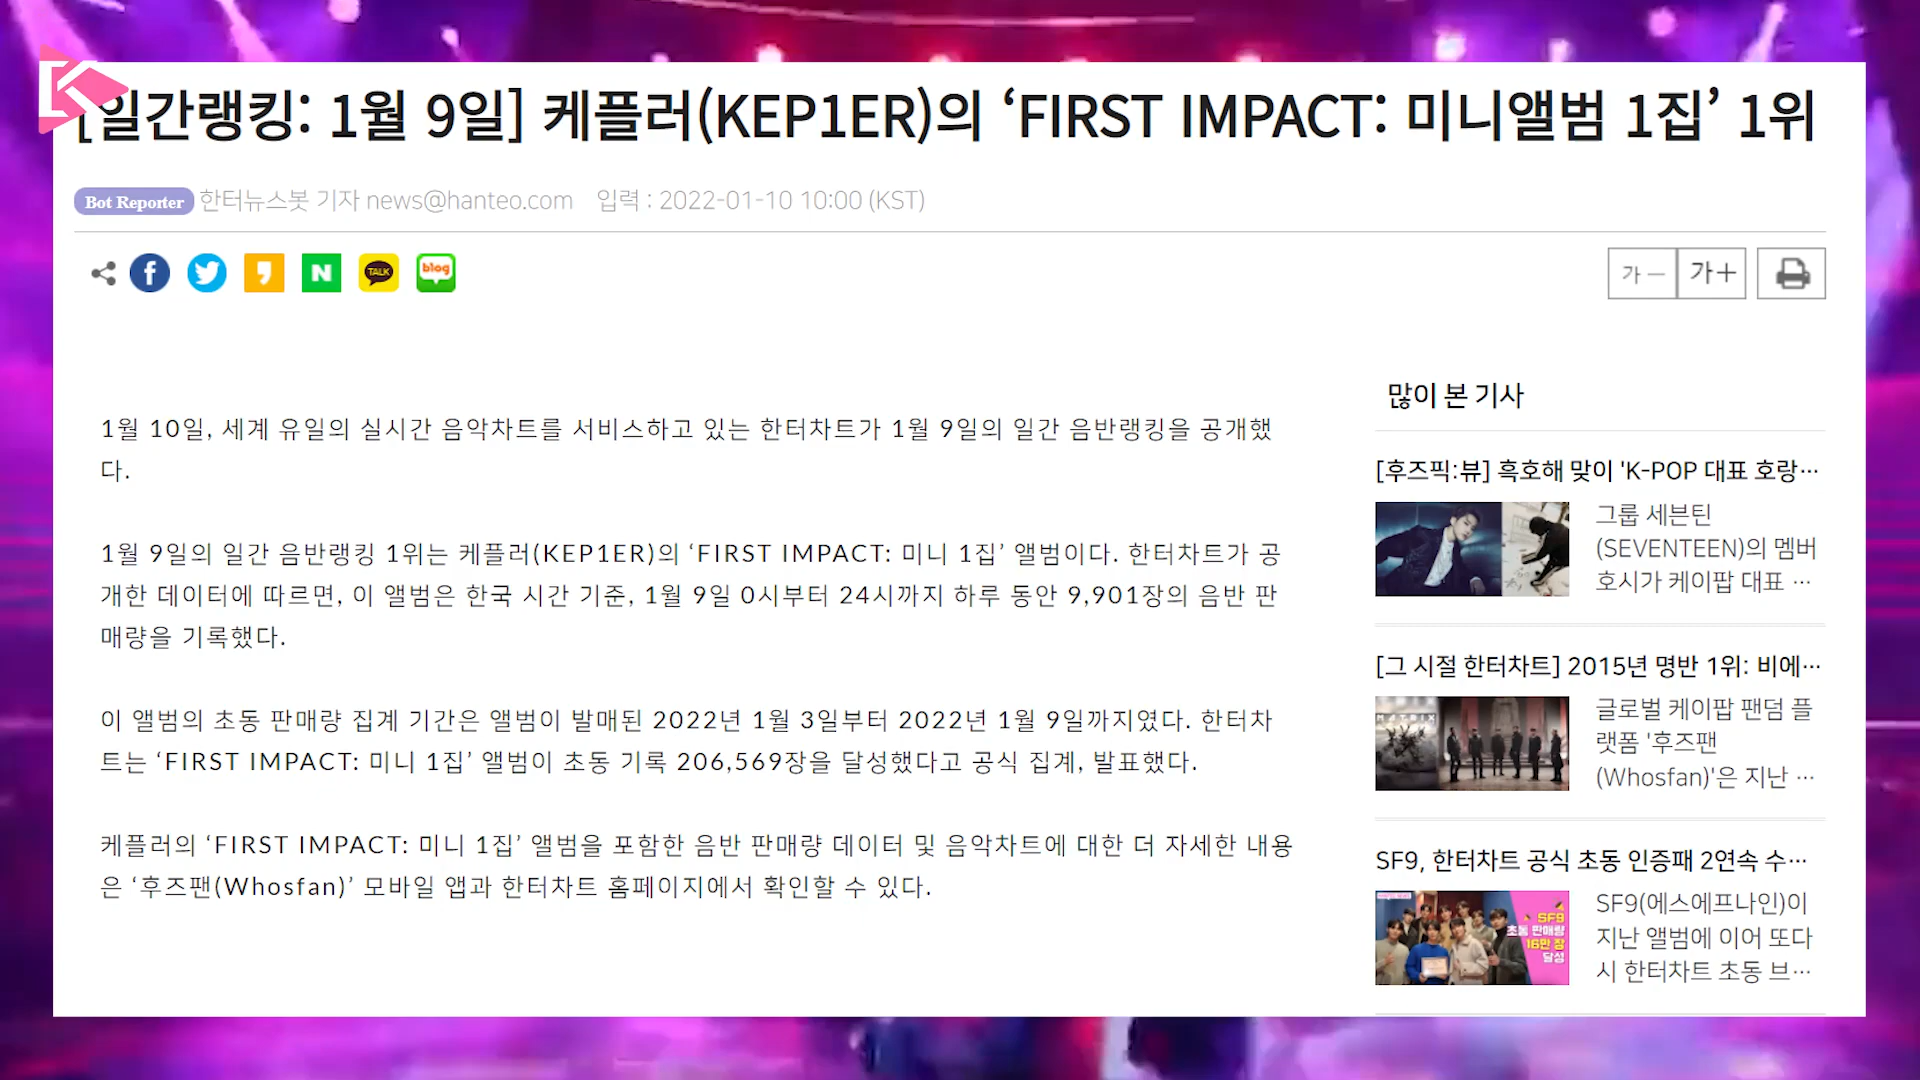 [일간랭킹: 1월 9일] 케플러(KEP1ER)의 ‘FIRST IMPACT: 미니앨범 1집’ 1위
Bot Reporter 한터뉴스봇 기자 news@hanteo.com 입력 : 2022-01-10 10:00 (KST)
f N TALK blog
가 - 가+
1월 10일, 세계 유일의 실시간 음악차트를 서비스하고 있는 한터차트가 1월 9일의 일간 음반랭킹을 공개했
다.
1월 9일의 일간 음반랭킹 1위는 케플러(KEP1ER)의 ‘FIRST IMPACT: 미니 1집’ 앨범이다. 한터차트가 공
개한 데이터에 따르면, 이 앨범은 한국 시간 기준, 1월 9일 0시부터 24시까지 하루 동안 9,901장의 음반 판
매량을 기록했다.
이 앨범의 초동 판매량 집계 기간은 앨범이 발매된 2022년 1월 3일부터 2022년 1월 9일까지였다. 한터차
트는 ‘FIRST IMPACT: 미니 1집’ 앨범이 초동 기록 206,569장을 달성했다고 공식 집계, 발표했다.
케플러의 ‘FIRST IMPACT: 미니 1집’ 앨범을 포함한 음반 판매량 데이터 및 음악차트에 대한 더 자세한 내용
은 ‘후즈팬(Whosfan)’ 모바일 앱과 한터차트 홈페이지에서 확인할 수 있다.
많이 본 기사
[후즈픽:뷰] 흑호해 맞이 'K-POP 대표 호랑…
그룹 세븐틴
(SEVENTEEN)의 멤버
호시가 케이팝 대표 …
[그 시절 한터차트] 2015년 명반 1위: 비에…
MATRIX
글로벌 케이팝 팬덤 플
랫폼 '후즈팬
(Whosfan)'은 지난 …
SF9, 한터차트 공식 초동 인증패 2연속 수…
SF9
초동 판매량
16만 장
달성
SF9(에스에프나인)이
지난 앨범에 이어 또다
시 한터차트 초동 브…